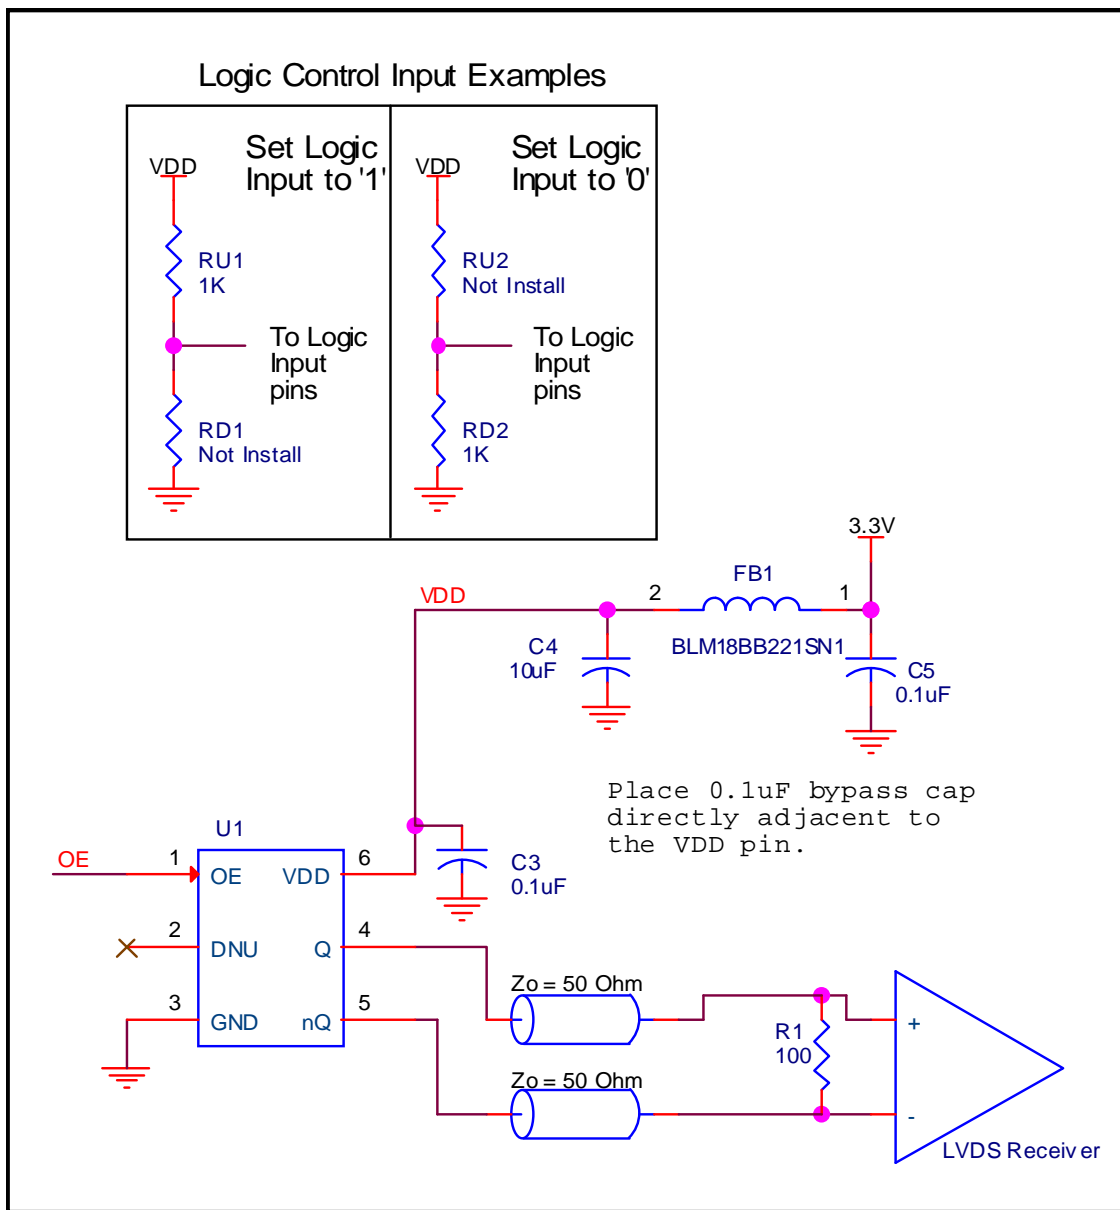 Logic Control Input Examples
Set Logic
Input to '1'
VDD
RU1
1K
To Logic
Input
pins
RD1
Not Install
Set Logic
Input to '0'
VDD
RU2
Not Install
To Logic
Input
pins
RD2
1K
3.3V
FB1
2
1
BLM18BB221SN1
VDD
C4
10uF
C5
0.1uF
Place 0.1uF bypass cap
directly adjacent to
the VDD pin.
U1
OE
1
OE
VDD
6
C3
0.1uF
2
DNU
Q
4
3
GND
nQ
5
Zo = 50 Ohm
Zo = 50 Ohm
R1
100
+
-
LVDS Receiver